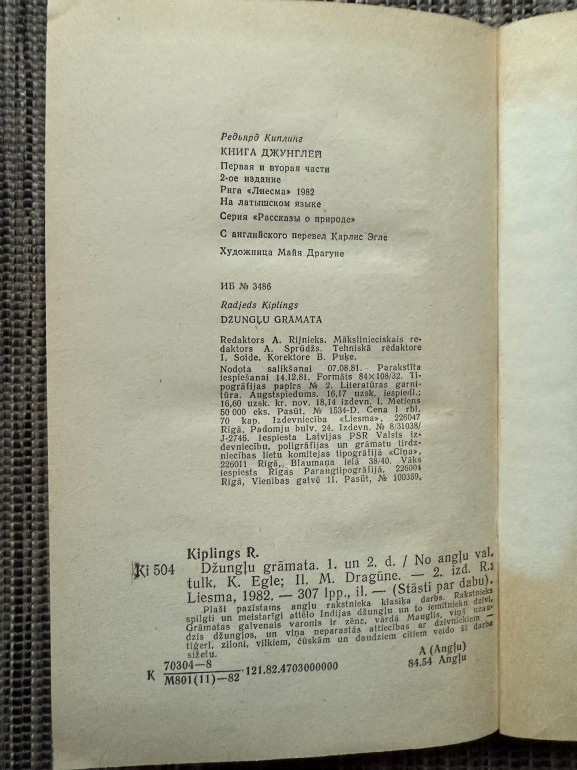 Редьярд Киплинг
КНИГА ДЖУНГЛЕЙ
Первая и вторая части
2-ое издание
Рига «Лиесма» 1982
На латышском языке
Серия «Рассказы о природе»
С английского перевел Карлис Эгле
Художница Майя Драгуне
ИБ № 3486
Radjeds Kiplings
DŽUNGĻU GRĀMATA
Redaktors A. Rijnieks. Mākslinieciskais re-
daktors A. Sprūdžs. Tehniskā redaktore
I. Soide. Korektore B. Puķe.
Nodota salikšanai 07.08.81. Parakstīta
iespiešanai 14.12.81. Formāts 84×108/32. Ti-
pogrāfijas papīrs № 2. Literatūras garni-
tūra. Augstspiedums. 16,17 uzsk. iespiedl.;
16,60 uzsk. kr. nov. 18,14 izdevn. l. Metiens
50 000 eks. Pasūt. № 1534-D. Cena 1 rbl.
70 kap. Izdevniecība «Liesma», 226047
Rīgā, Padomju bulv. 24. Izdevn. № 8/31038/
J-2746. Iespiesta Latvijas PSR Valsts iz-
devniecību, poligrāfijas un grāmatu tirdz-
niecības lietu komitejas tipogrāfijā «Cīņa»,
226011 Rīgā, Blaumaņa ielā 38/40. Vāks
iespiests Rīgas Paraugtipogrāfijā, 226004
Rīgā, Vienības gatvē 11. Pasūt. № 100359.
Kiplings R.
Ki 504 Džungļu grāmata. 1. un 2. d. / No angļu val.
tulk. K. Egle; Il. M. Dragūne. — 2. izd. R.:
Liesma, 1982. — 307 lpp., il. — (Stāsti par dabu).
Plaši pazīstams angļu rakstnieka klasiķa darbs. Rakstnieks
spilgti un meistarīgi attēlo Indijas džungļu un to iemītnieku dzīvi.
Grāmatas galvenais varonis ir zēns, vārdā Mauglis, viņš uzau-
dzis džungļos, un viņa neparastās attiecības ar dzīvniekiem —
tīģeri, ziloni, vilkiem, čūskām un daudziem citiem veido šī darba
sižetu.
K 70304—8/M801(11)—82 ·121.82.4703000000
A (Angļu)
84.54 Angļu